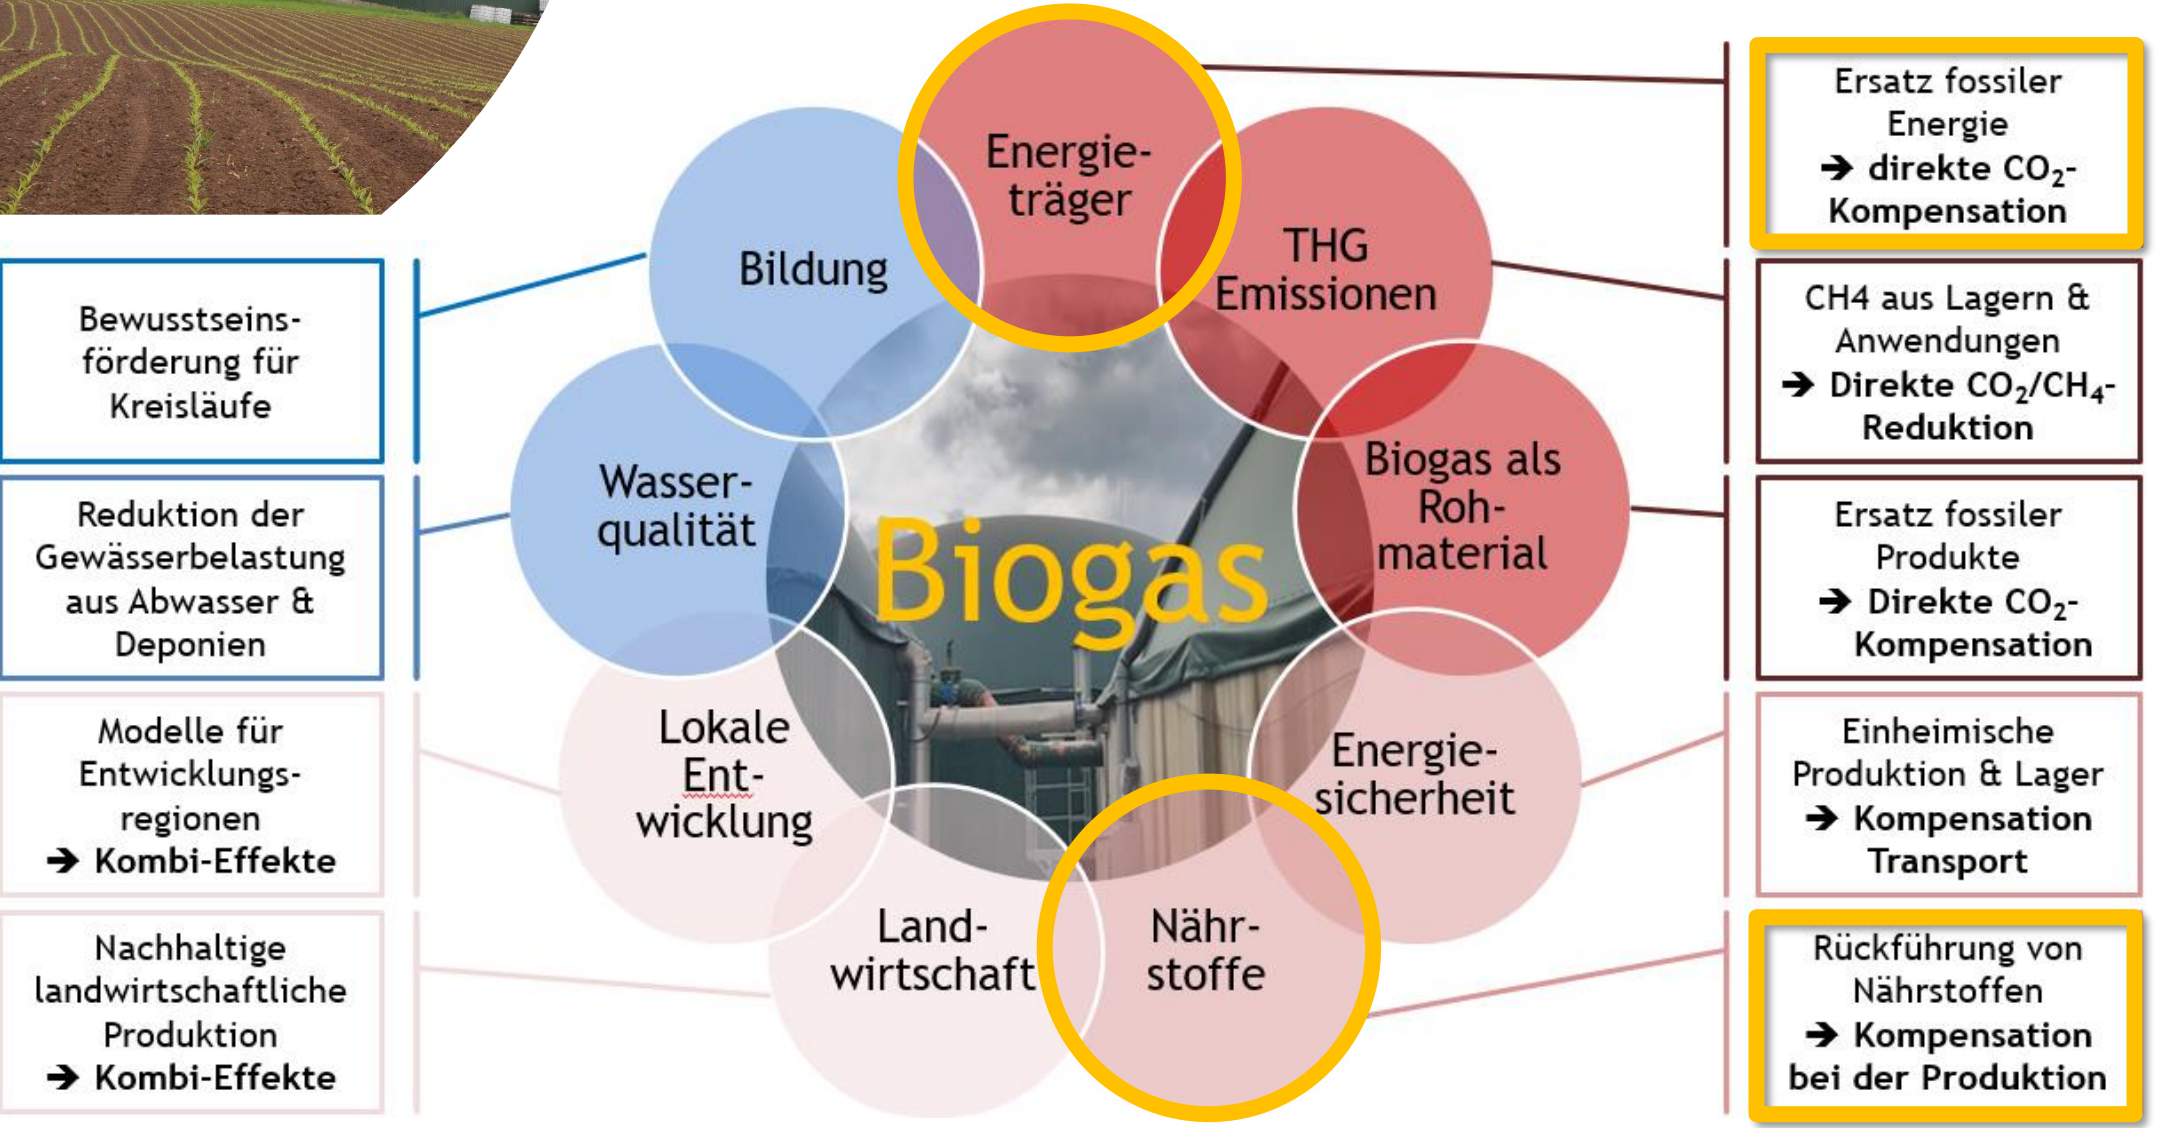 Energie-
träger
THG
Emissionen
Biogas als
Roh-
material
Energie-
sicherheit
Nähr-
stoffe
Land-
wirtschaft
Lokale
Ent-
wicklung
Wasser-
qualität
Bildung
Biogas
Bewusstseins-
förderung für
Kreisläufe
Reduktion der
Gewässerbelastung
aus Abwasser &
Deponien
Modelle für
Entwicklungs-
regionen
➔ Kombi-Effekte
Nachhaltige
landwirtschaftliche
Produktion
➔ Kombi-Effekte
Ersatz fossiler
Energie
➔ direkte CO₂-
Kompensation
CH4 aus Lagern &
Anwendungen
➔ Direkte CO₂/CH₄-
Reduktion
Ersatz fossiler
Produkte
➔ Direkte CO₂-
Kompensation
Einheimische
Produktion & Lager
➔ Kompensation
Transport
Rückführung von
Nährstoffen
➔ Kompensation
bei der Produktion